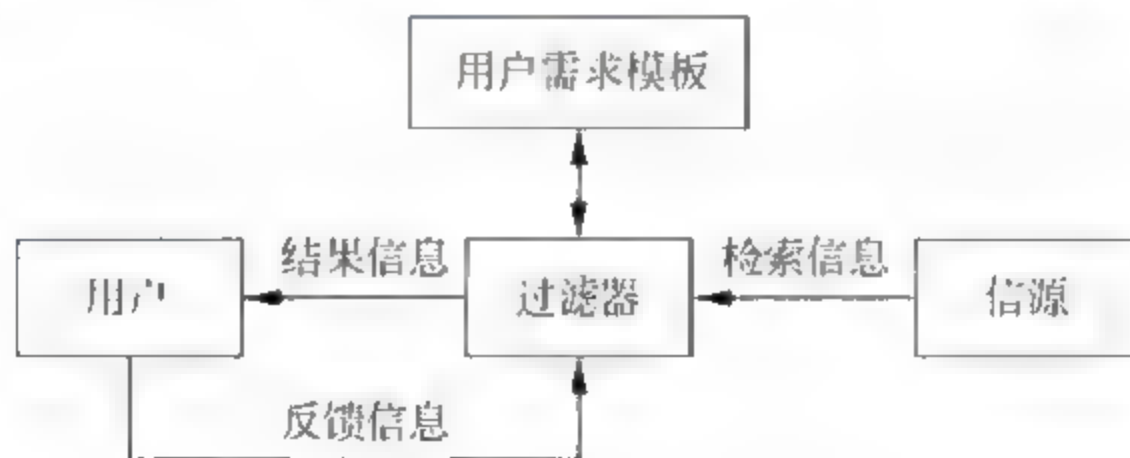 用户需求模板
结果信息
检索信息
用户
过滤器
信源
反馈信息